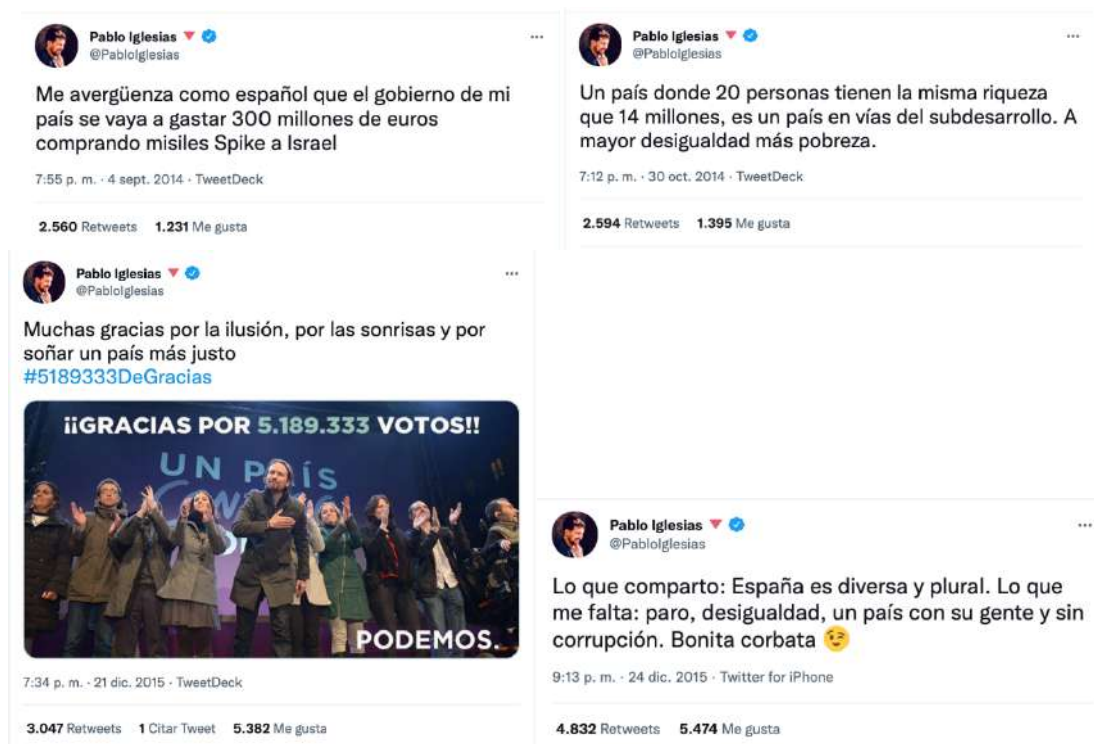 Pablo Iglesias
@PabloIglesias
Me avergüenza como español que el gobierno de mi
país se vaya a gastar 300 millones de euros
comprando misiles Spike a Israel
7:55 p. m. · 4 sept. 2014 · TweetDeck
2.560 Retweets 1.231 Me gusta
Pablo Iglesias
@PabloIglesias
Un país donde 20 personas tienen la misma riqueza
que 14 millones, es un país en vías del subdesarrollo. A
mayor desigualdad más pobreza.
7:12 p. m. · 30 oct. 2014 · TweetDeck
2.594 Retweets 1.395 Me gusta
Pablo Iglesias
@PabloIglesias
Muchas gracias por la ilusión, por las sonrisas y por
soñar un país más justo
#5189333DeGracias
¡¡GRACIAS POR 5.189.333 VOTOS!!
UN PAÍS
PODEMOS.
7:34 p. m. · 21 dic. 2015 · TweetDeck
3.047 Retweets 1 Citar Tweet 5.382 Me gusta
Pablo Iglesias
@PabloIglesias
Lo que comparto: España es diversa y plural. Lo que
me falta: paro, desigualdad, un país con su gente y sin
corrupción. Bonita corbata 😉
9:13 p. m. · 24 dic. 2015 · Twitter for iPhone
4.832 Retweets 5.474 Me gusta